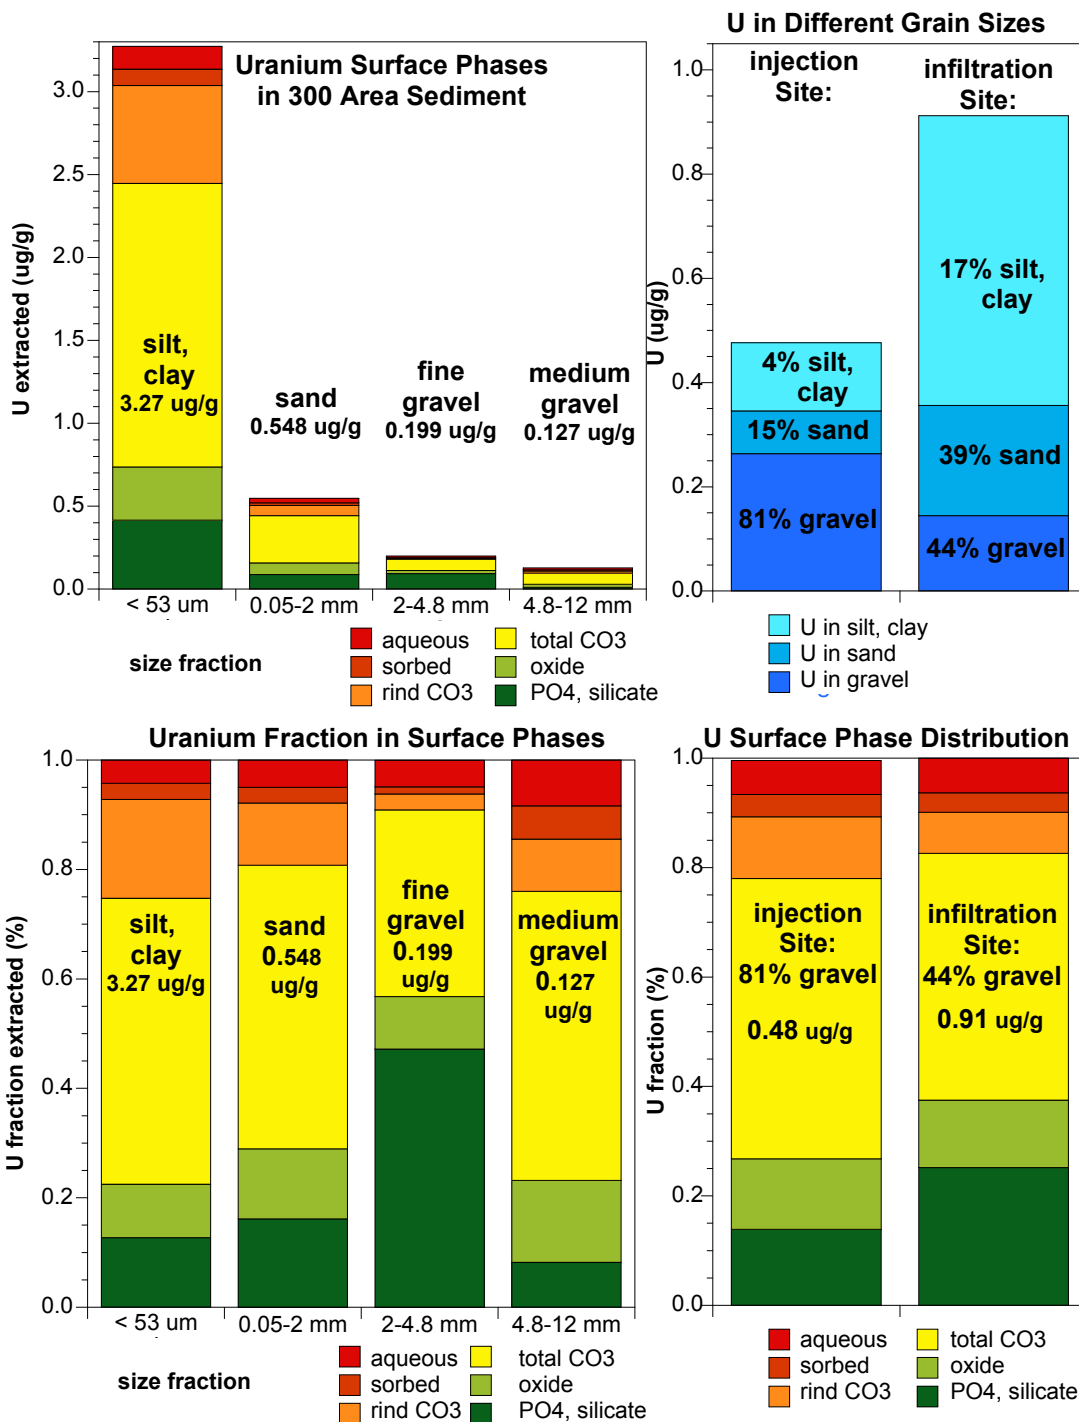 Uranium Surface Phases
in 300 Area Sediment
U extracted (ug/g)
3.0
2.5
2.0
1.5
1.0
0.5
0.0
silt,
clay
3.27 ug/g
sand
0.548 ug/g
fine
gravel
0.199 ug/g
medium
gravel
0.127 ug/g
< 53 um
0.05-2 mm
2-4.8 mm
4.8-12 mm
size fraction
aqueous
sorbed
rind CO3
total CO3
oxide
PO4, silicate
U in Different Grain Sizes
U (ug/g)
1.0
0.8
0.6
0.4
0.2
0.0
injection
Site:
infiltration
Site:
4% silt,
clay
15% sand
81% gravel
17% silt,
clay
39% sand
44% gravel
U in silt, clay
U in sand
U in gravel
Uranium Fraction in Surface Phases
U fraction extracted (%)
1.0
0.8
0.6
0.4
0.2
0.0
silt,
clay
3.27 ug/g
sand
0.548
ug/g
fine
gravel
0.199
ug/g
medium
gravel
0.127
ug/g
< 53 um
0.05-2 mm
2-4.8 mm
4.8-12 mm
size fraction
aqueous
sorbed
rind CO3
total CO3
oxide
PO4, silicate
U Surface Phase Distribution
U fraction (%)
1.0
0.8
0.6
0.4
0.2
0.0
injection
Site:
81% gravel
0.48 ug/g
infiltration
Site:
44% gravel
0.91 ug/g
aqueous
sorbed
rind CO3
total CO3
oxide
PO4, silicate